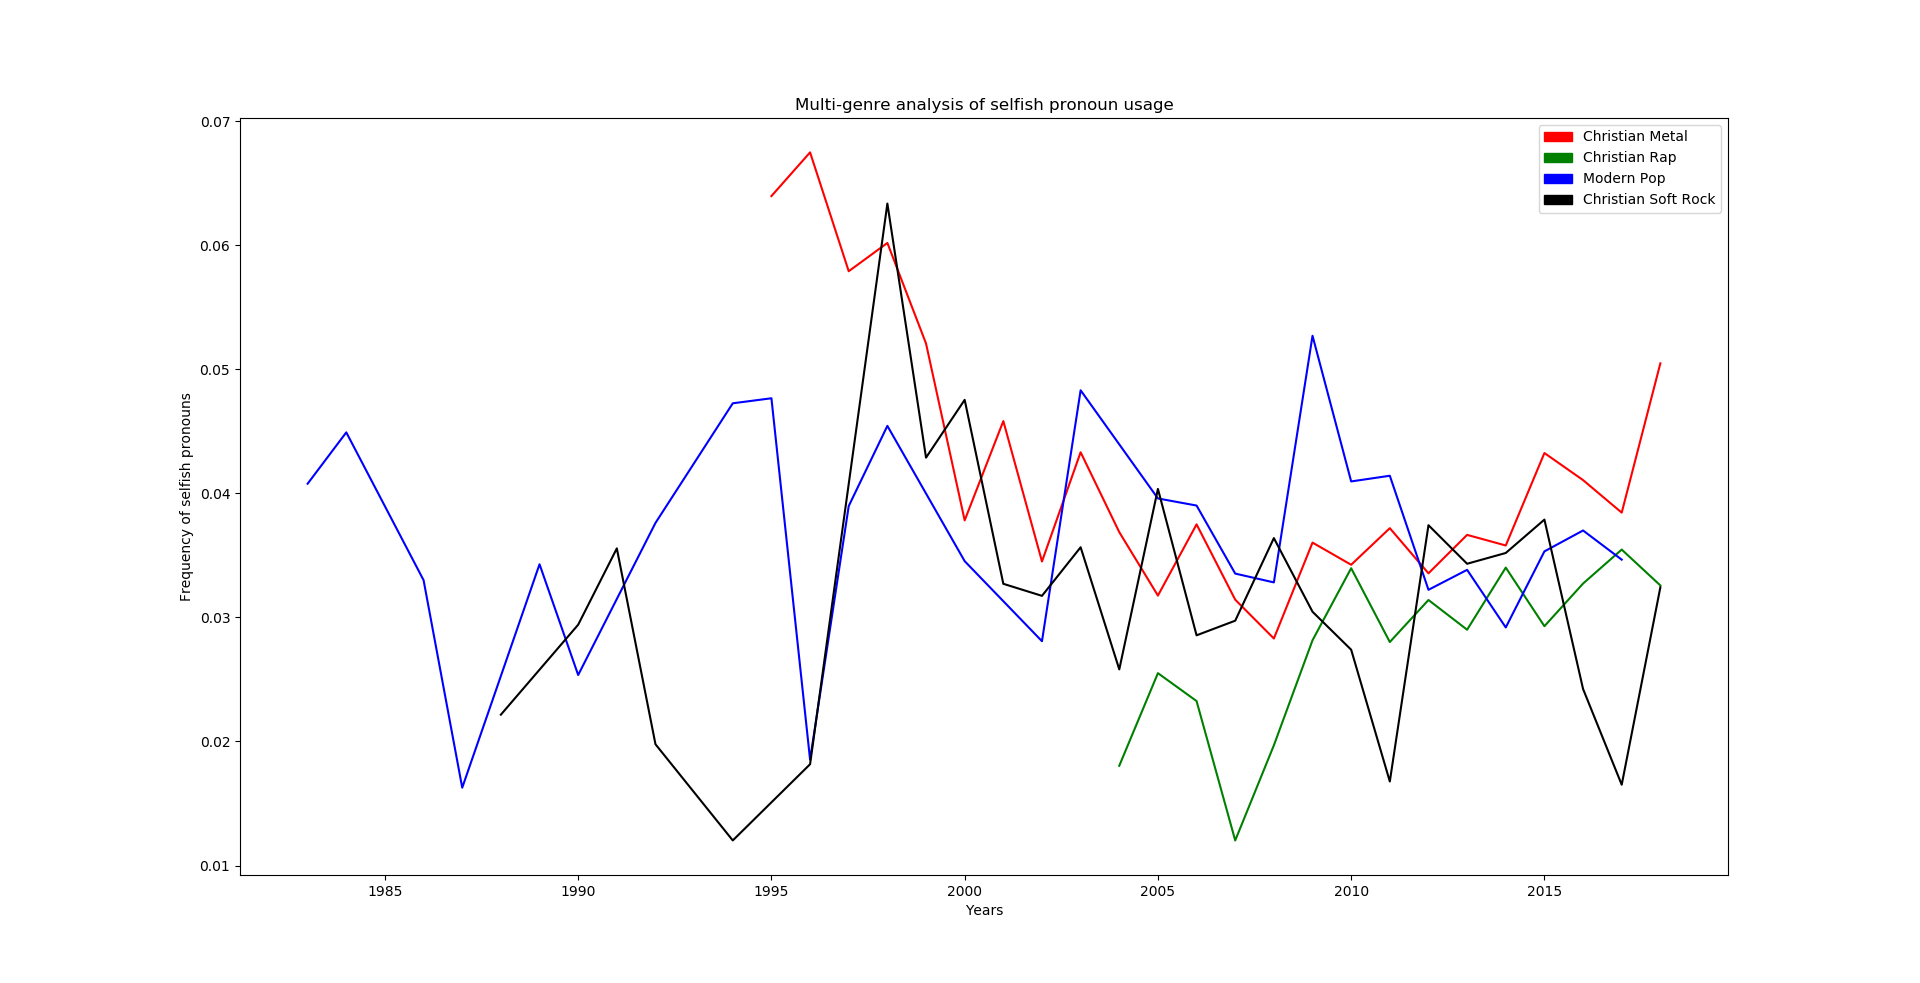 Multi-genre analysis of selfish pronoun usage
Christian Metal
Christian Rap
Modern Pop
Christian Soft Rock
Frequency of selfish pronouns
0.07
0.06
0.05
0.04
0.03
0.02
0.01
1985 1990 1995 2000 2005 2010 2015
Years